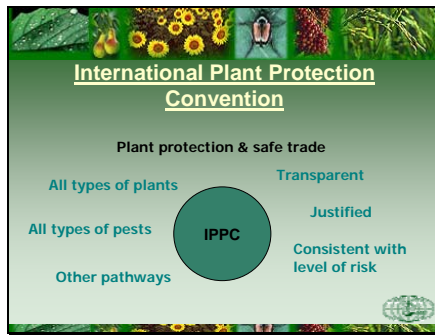 International Plant Protection
Convention
Plant protection & safe trade
All types of plants
Transparent
Justified
All types of pests
IPPC
Consistent with
level of risk
Other pathways